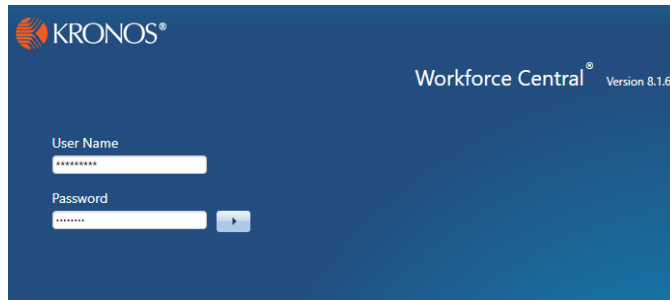 KRONOS®
Workforce Central® Version 8.1.6
User Name
*********
Password
········